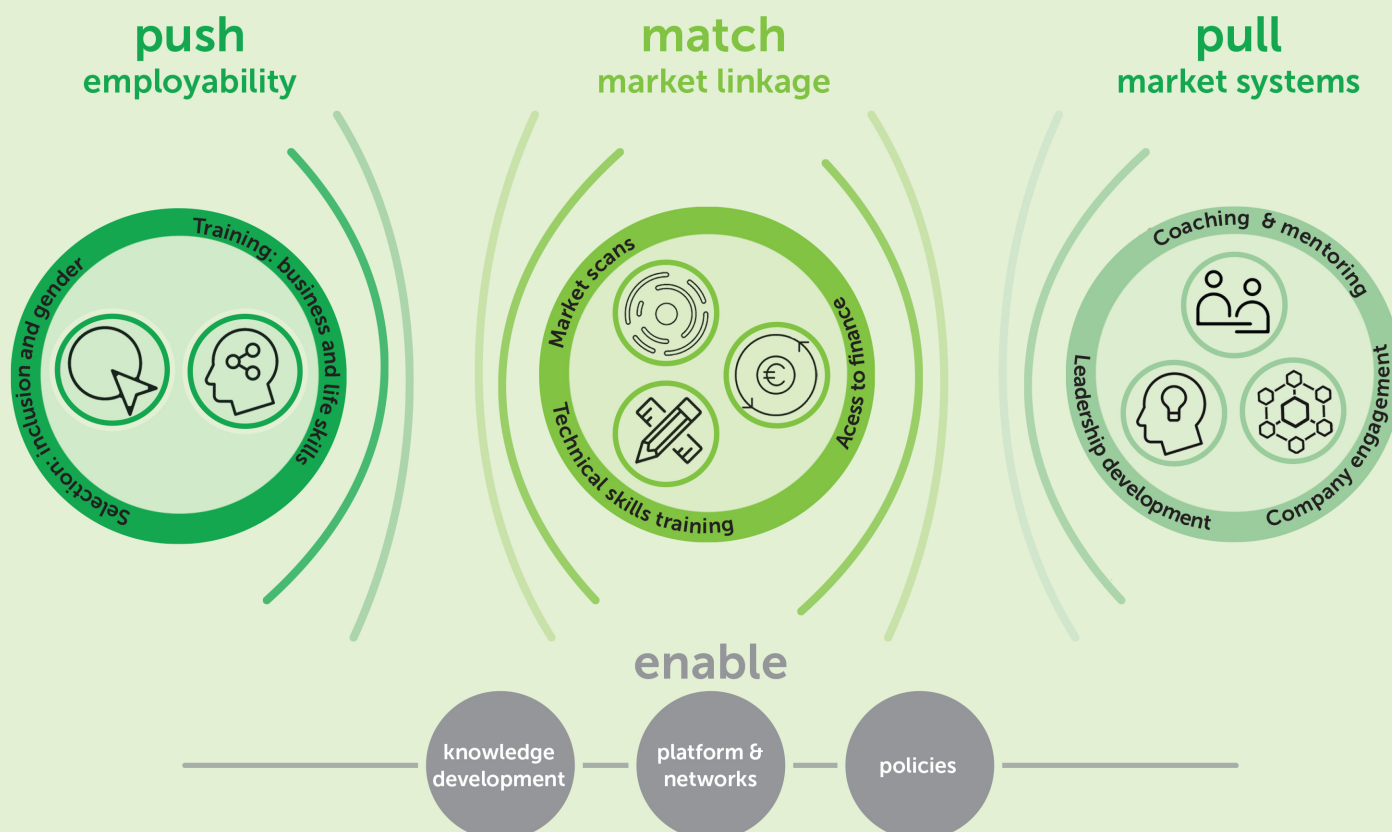 push
employability
match
market linkage
pull
market systems
Selection: inclusion and gender
Training: business and life skills
Market scans
Acess to finance
Technical skills training
€
Coaching & mentoring
Leadership development
Company engagement
enable
knowledge
development
platform &
networks
policies